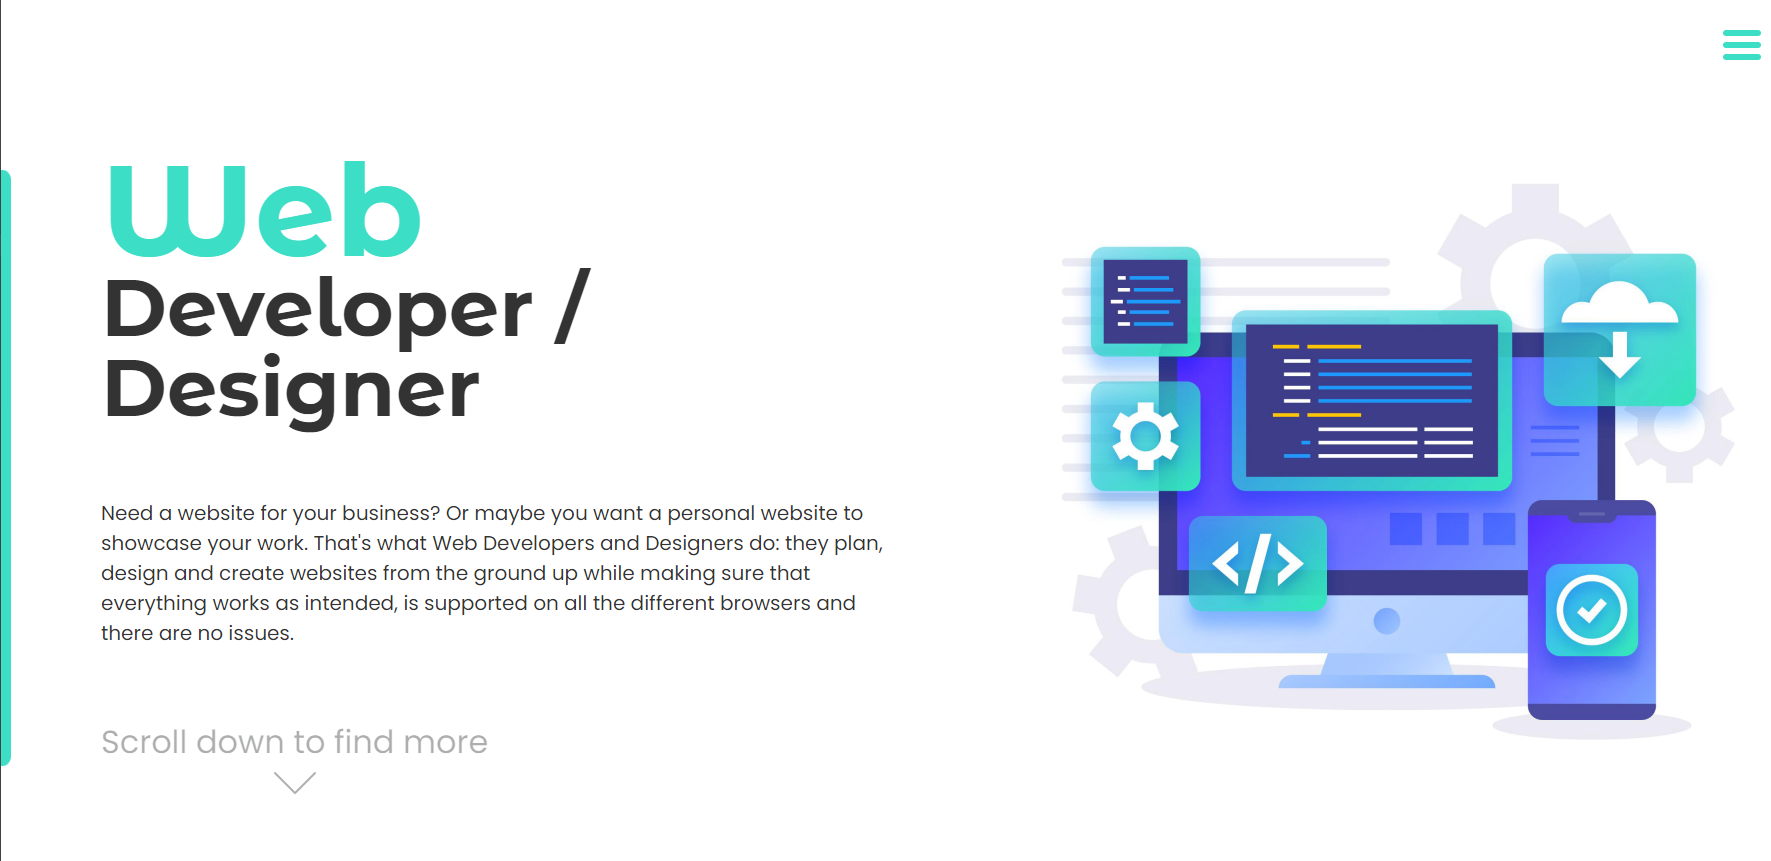 Web
Developer /
Designer
Need a website for your business? Or maybe you want a personal website to
showcase your work. That's what Web Developers and Designers do: they plan,
design and create websites from the ground up while making sure that
everything works as intended, is supported on all the different browsers and
there are no issues.
Scroll down to find more
<//>